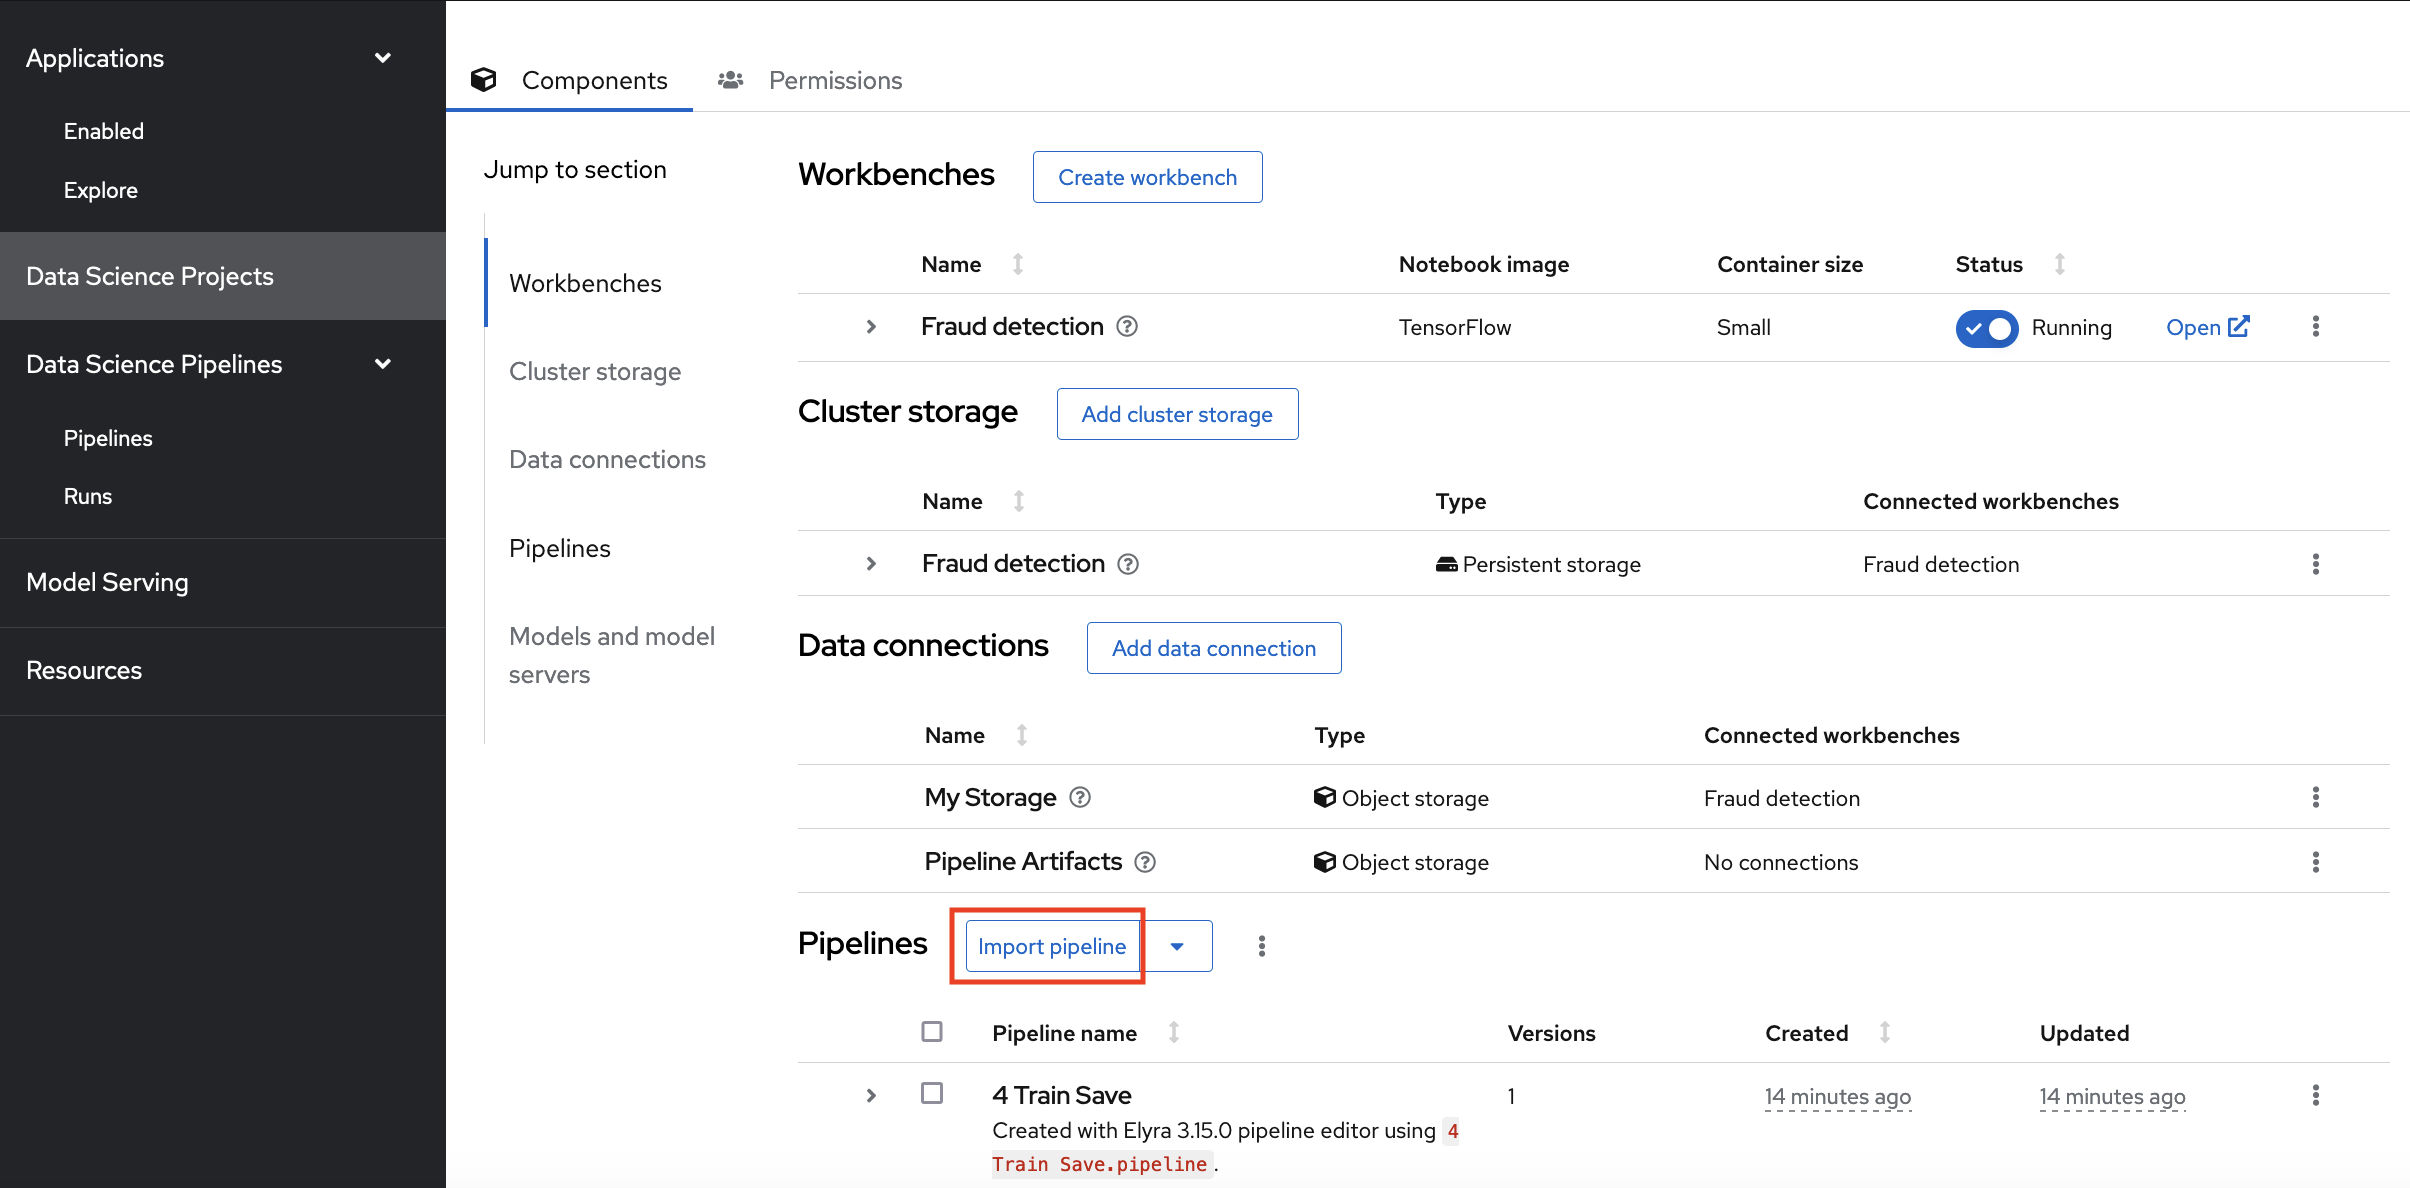 Applications
Enabled
Explore
Data Science Projects
Data Science Pipelines
Pipelines
Runs
Model Serving
Resources
Components
Permissions
Jump to section
Workbenches
Cluster storage
Data connections
Pipelines
Models and model
servers
Workbenches
Create workbench
Name
Notebook image
Container size
Status
Fraud detection
TensorFlow
Small
Running
Open
Cluster storage
Add cluster storage
Name
Type
Connected workbenches
Fraud detection
Persistent storage
Fraud detection
Data connections
Add data connection
Name
Type
Connected workbenches
My Storage
Object storage
Fraud detection
Pipeline Artifacts
Object storage
No connections
Pipelines
Import pipeline
Pipeline name
Versions
Created
Updated
4 Train Save
1
14 minutes ago
14 minutes ago
Created with Elyra 3.15.0 pipeline editor using 4
Train Save.pipeline .